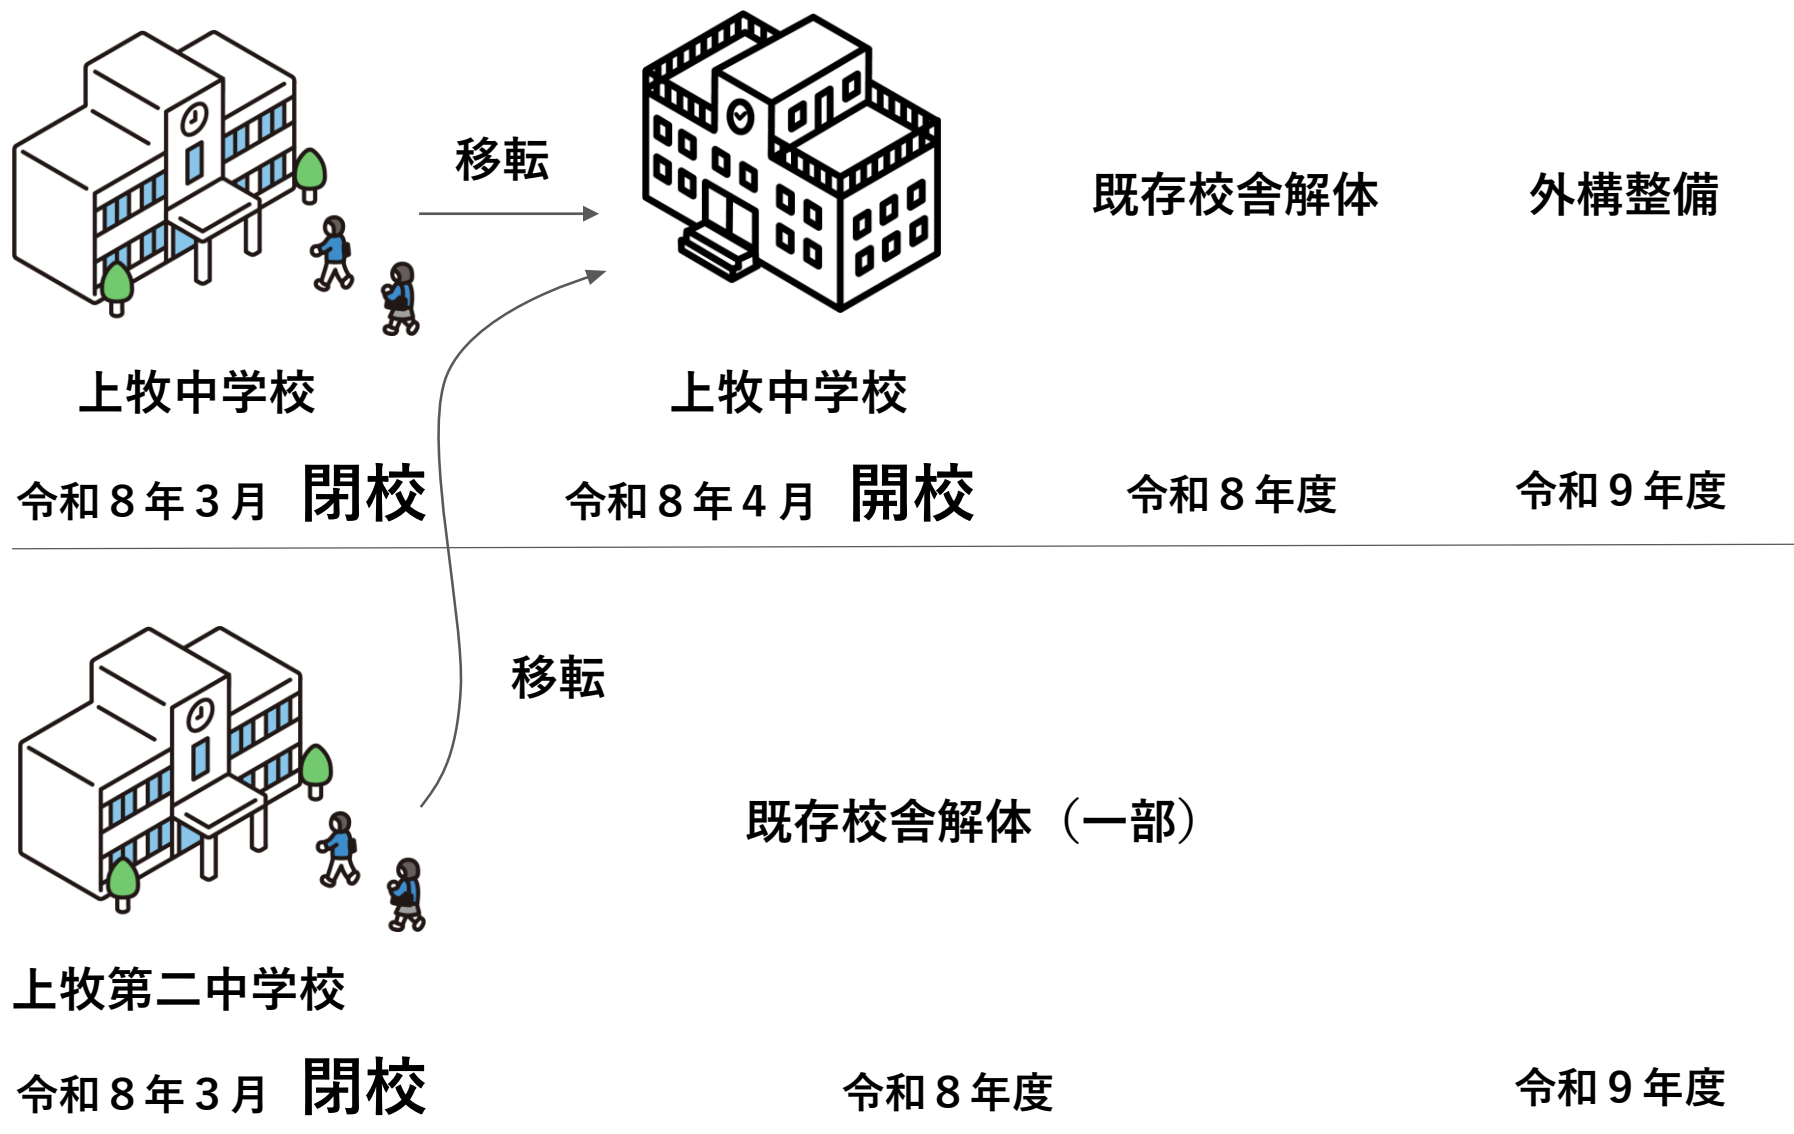 移転
既存校舎解体
外構整備
上牧中学校
上牧中学校
令和８年３月 閉校
令和８年４月 開校
令和８年度
令和９年度
移転
既存校舎解体（一部）
上牧第二中学校
令和８年３月 閉校
令和８年度
令和９年度